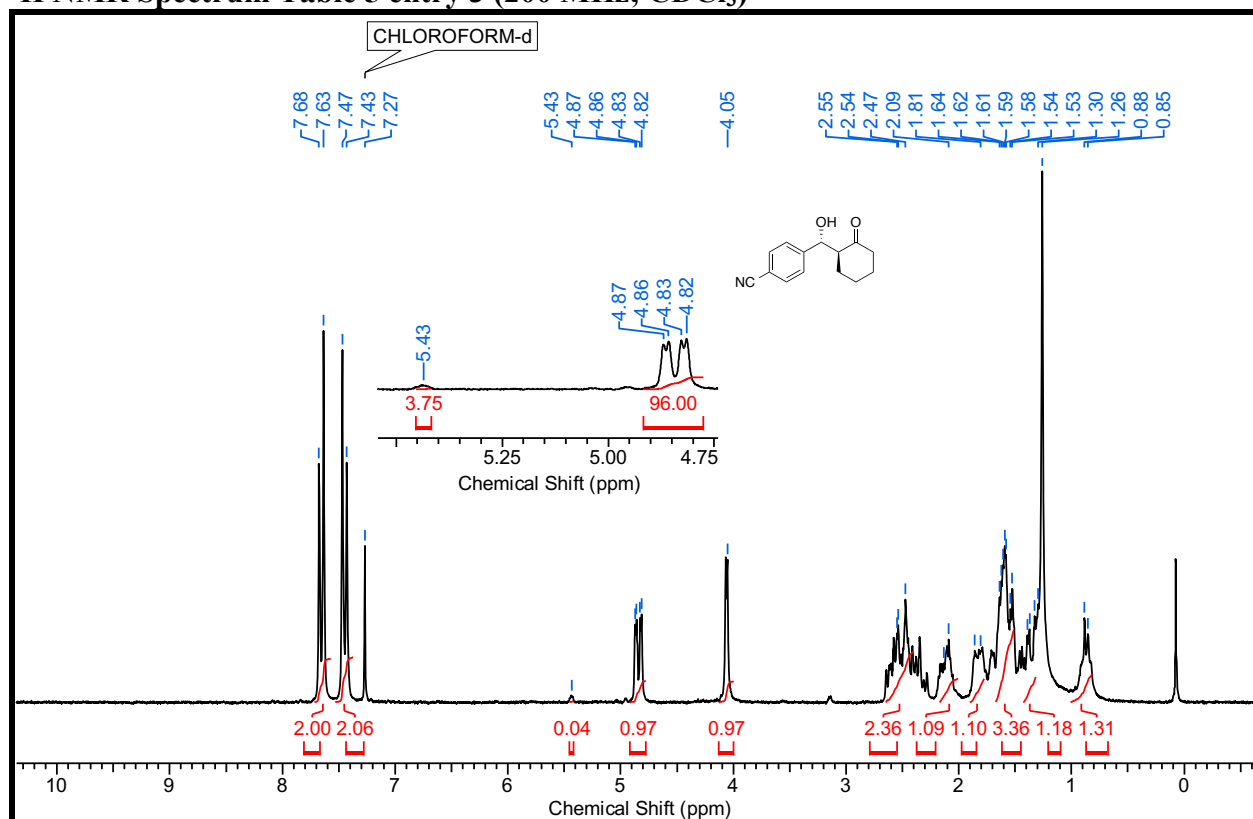 H NMR Spectrum Table 5 entry 5 (200 MHz, CDCl3)
CHLOROFORM-d
7.68 7.63 7.47 7.43 7.27 5.43 4.87 4.86 4.83 4.82 4.05 2.55 2.54 2.47 2.09 1.81 1.64 1.62 1.61 1.59 1.58 1.54 1.53 1.30 1.26 0.88 0.85
OH O
NC
4.87 4.86 4.83 4.82
5.43
3.75 96.00
5.25 5.00 4.75
Chemical Shift (ppm)
2.00 2.06 0.04 0.97 0.97 2.36 1.09 1.10 3.36 1.18 1.31
10 9 8 7 6 5 4 3 2 1 0
Chemical Shift (ppm)